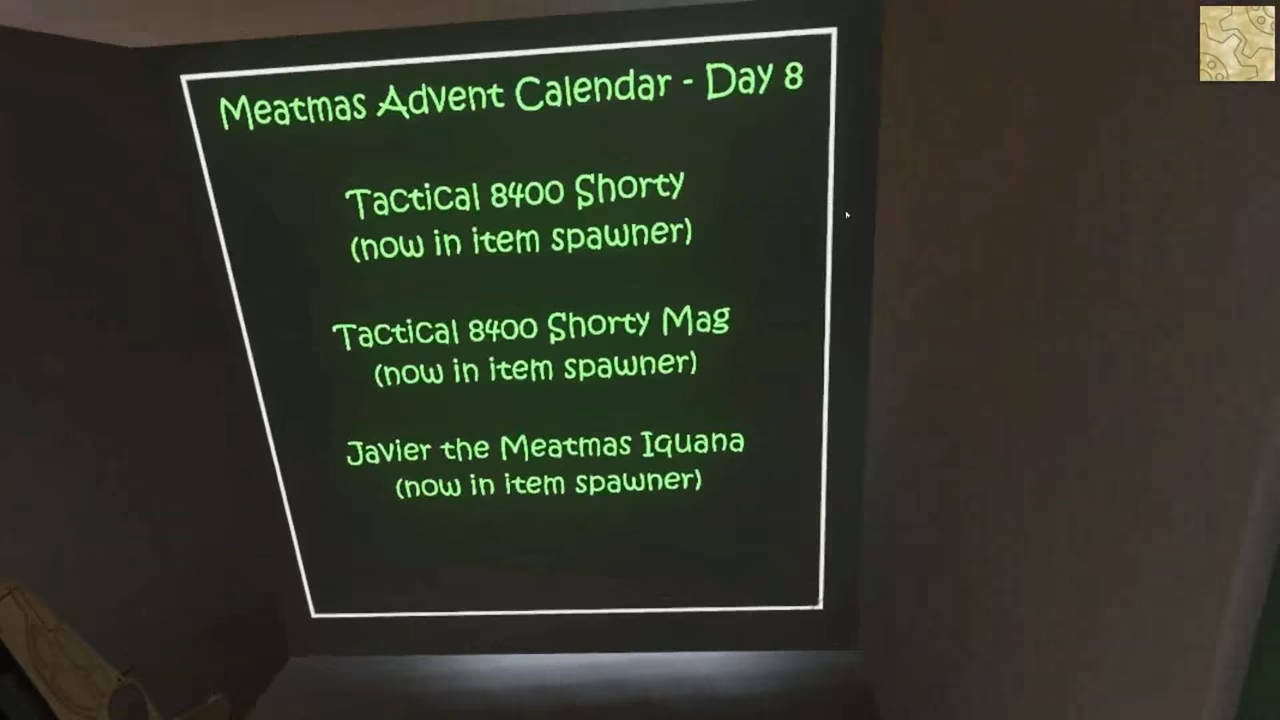 Meatmas Advent Calendar - Day 8
Tactical 8400 Shorty
(now in item spawner)
Tactical 8400 Shorty Mag
(now in item spawner)
Javier the Meatmas Iguana
(now in item spawner)